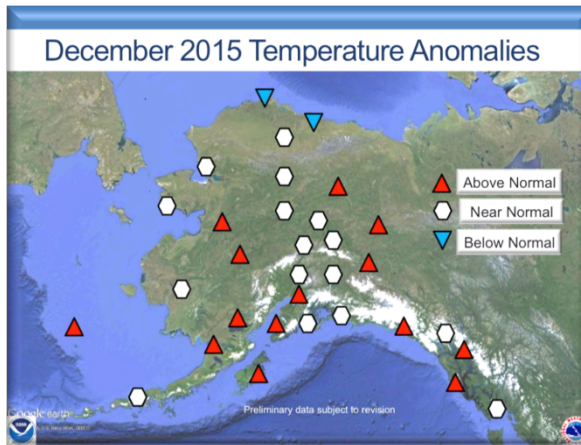 December 2015 Temperature Anomalies
Above Normal
Near Normal
Below Normal
Preliminary data subject to revision
Google earth